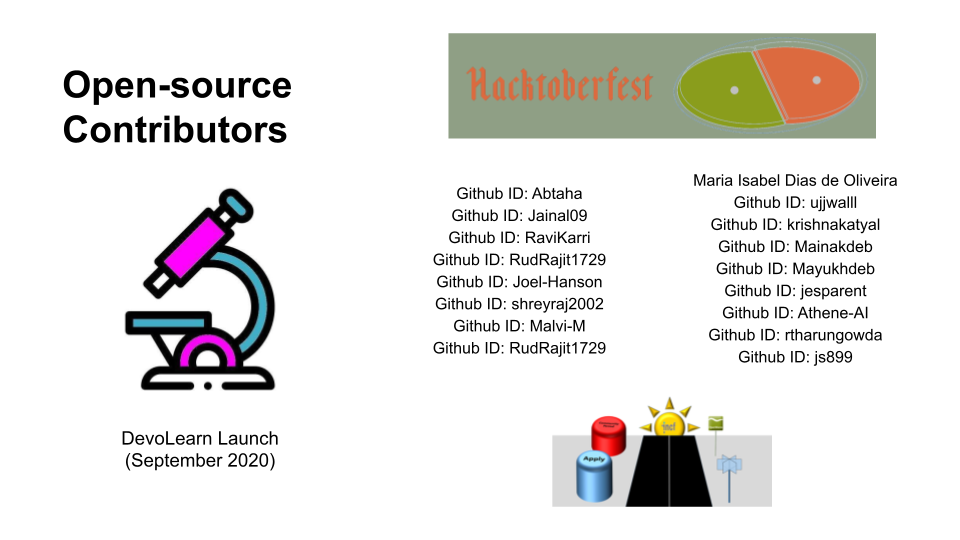 Open-source
Contributors
Hacktoberfest
Github ID: Abtaha
Github ID: Jainal09
Github ID: RaviKarri
Github ID: RudRajit1729
Github ID: Joel-Hanson
Github ID: shreyraj2002
Github ID: Malvi-M
Github ID: RudRajit1729
Maria Isabel Dias de Oliveira
Github ID: ujjwalll
Github ID: krishnakatyal
Github ID: Mainakdeb
Github ID: Mayukhdeb
Github ID: jesparent
Github ID: Athene-AI
Github ID: rtharungowda
Github ID: js899
DevoLearn Launch
(September 2020)
Apply